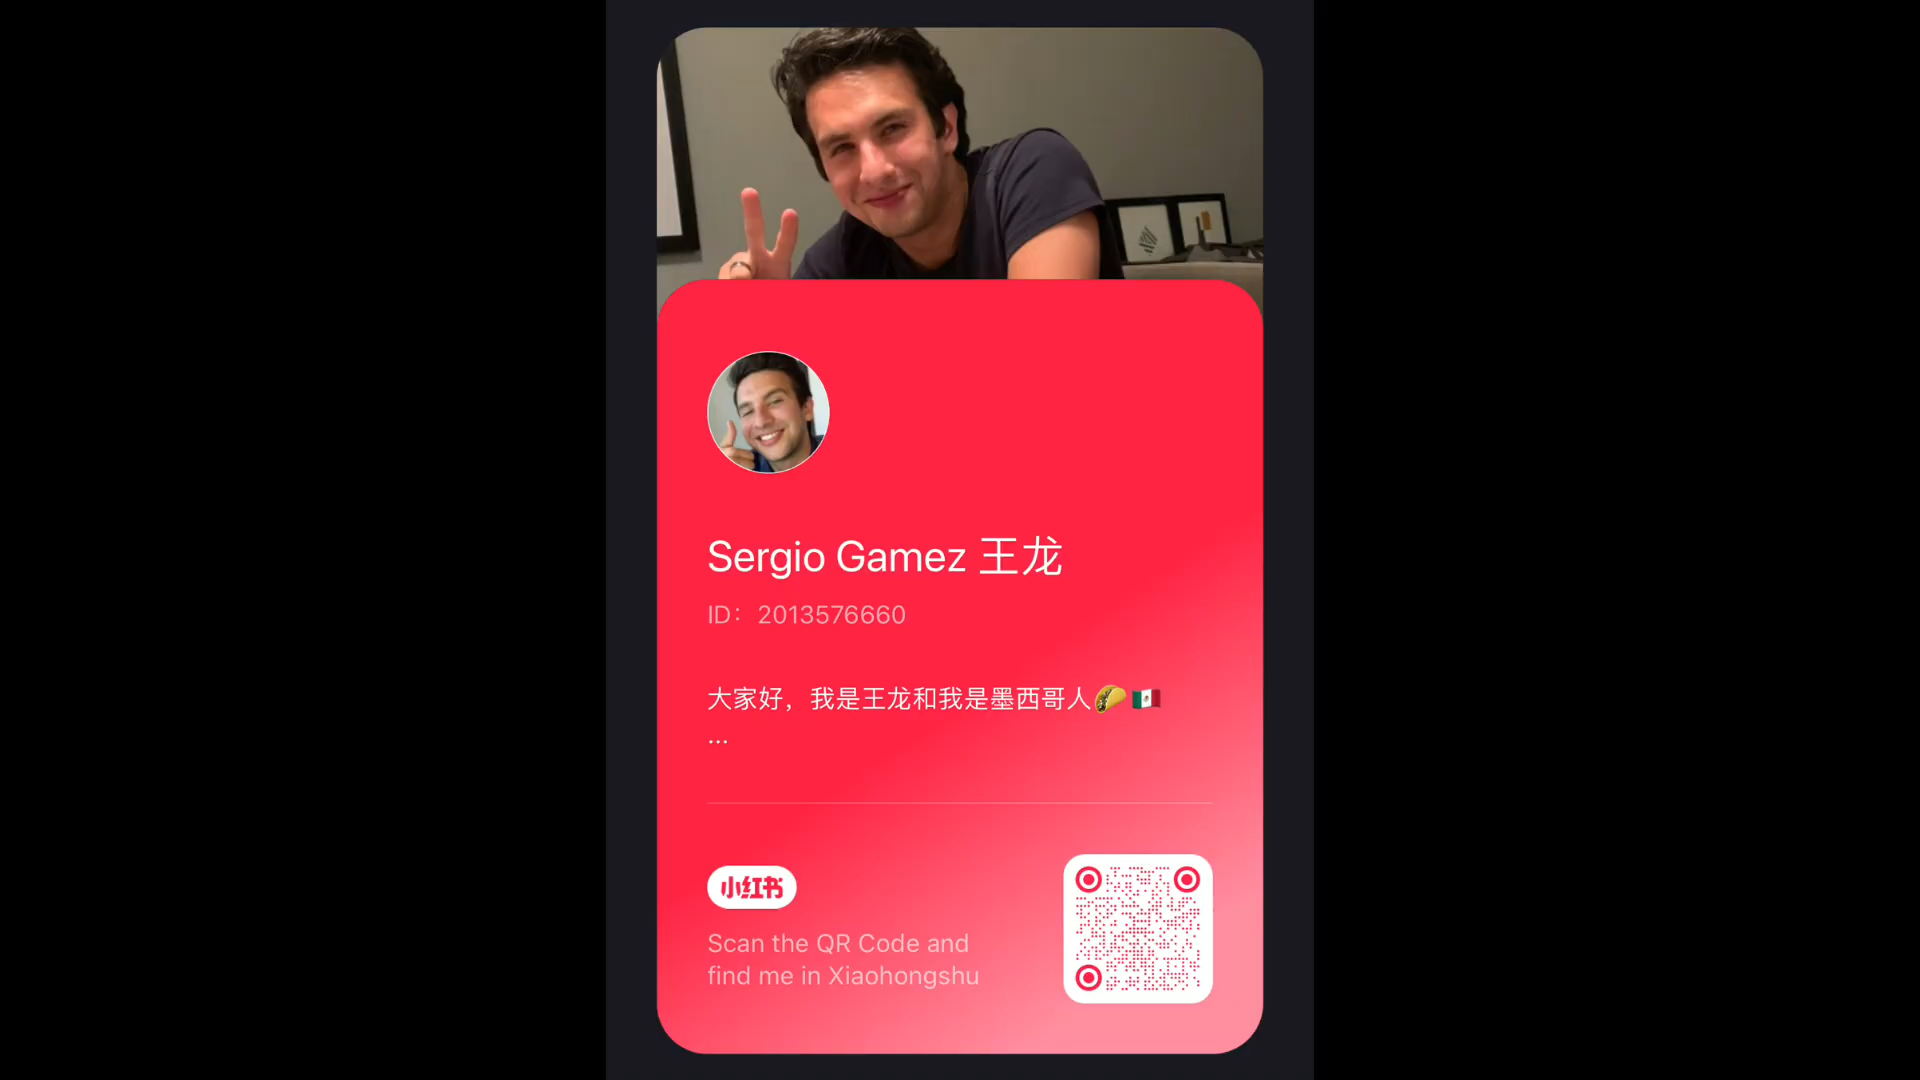 Sergio Gamez 王龙
ID：2013576660
大家好，我是王龙和我是墨西哥人🌮🇲🇽
...
小红书
Scan the QR Code and
find me in Xiaohongshu